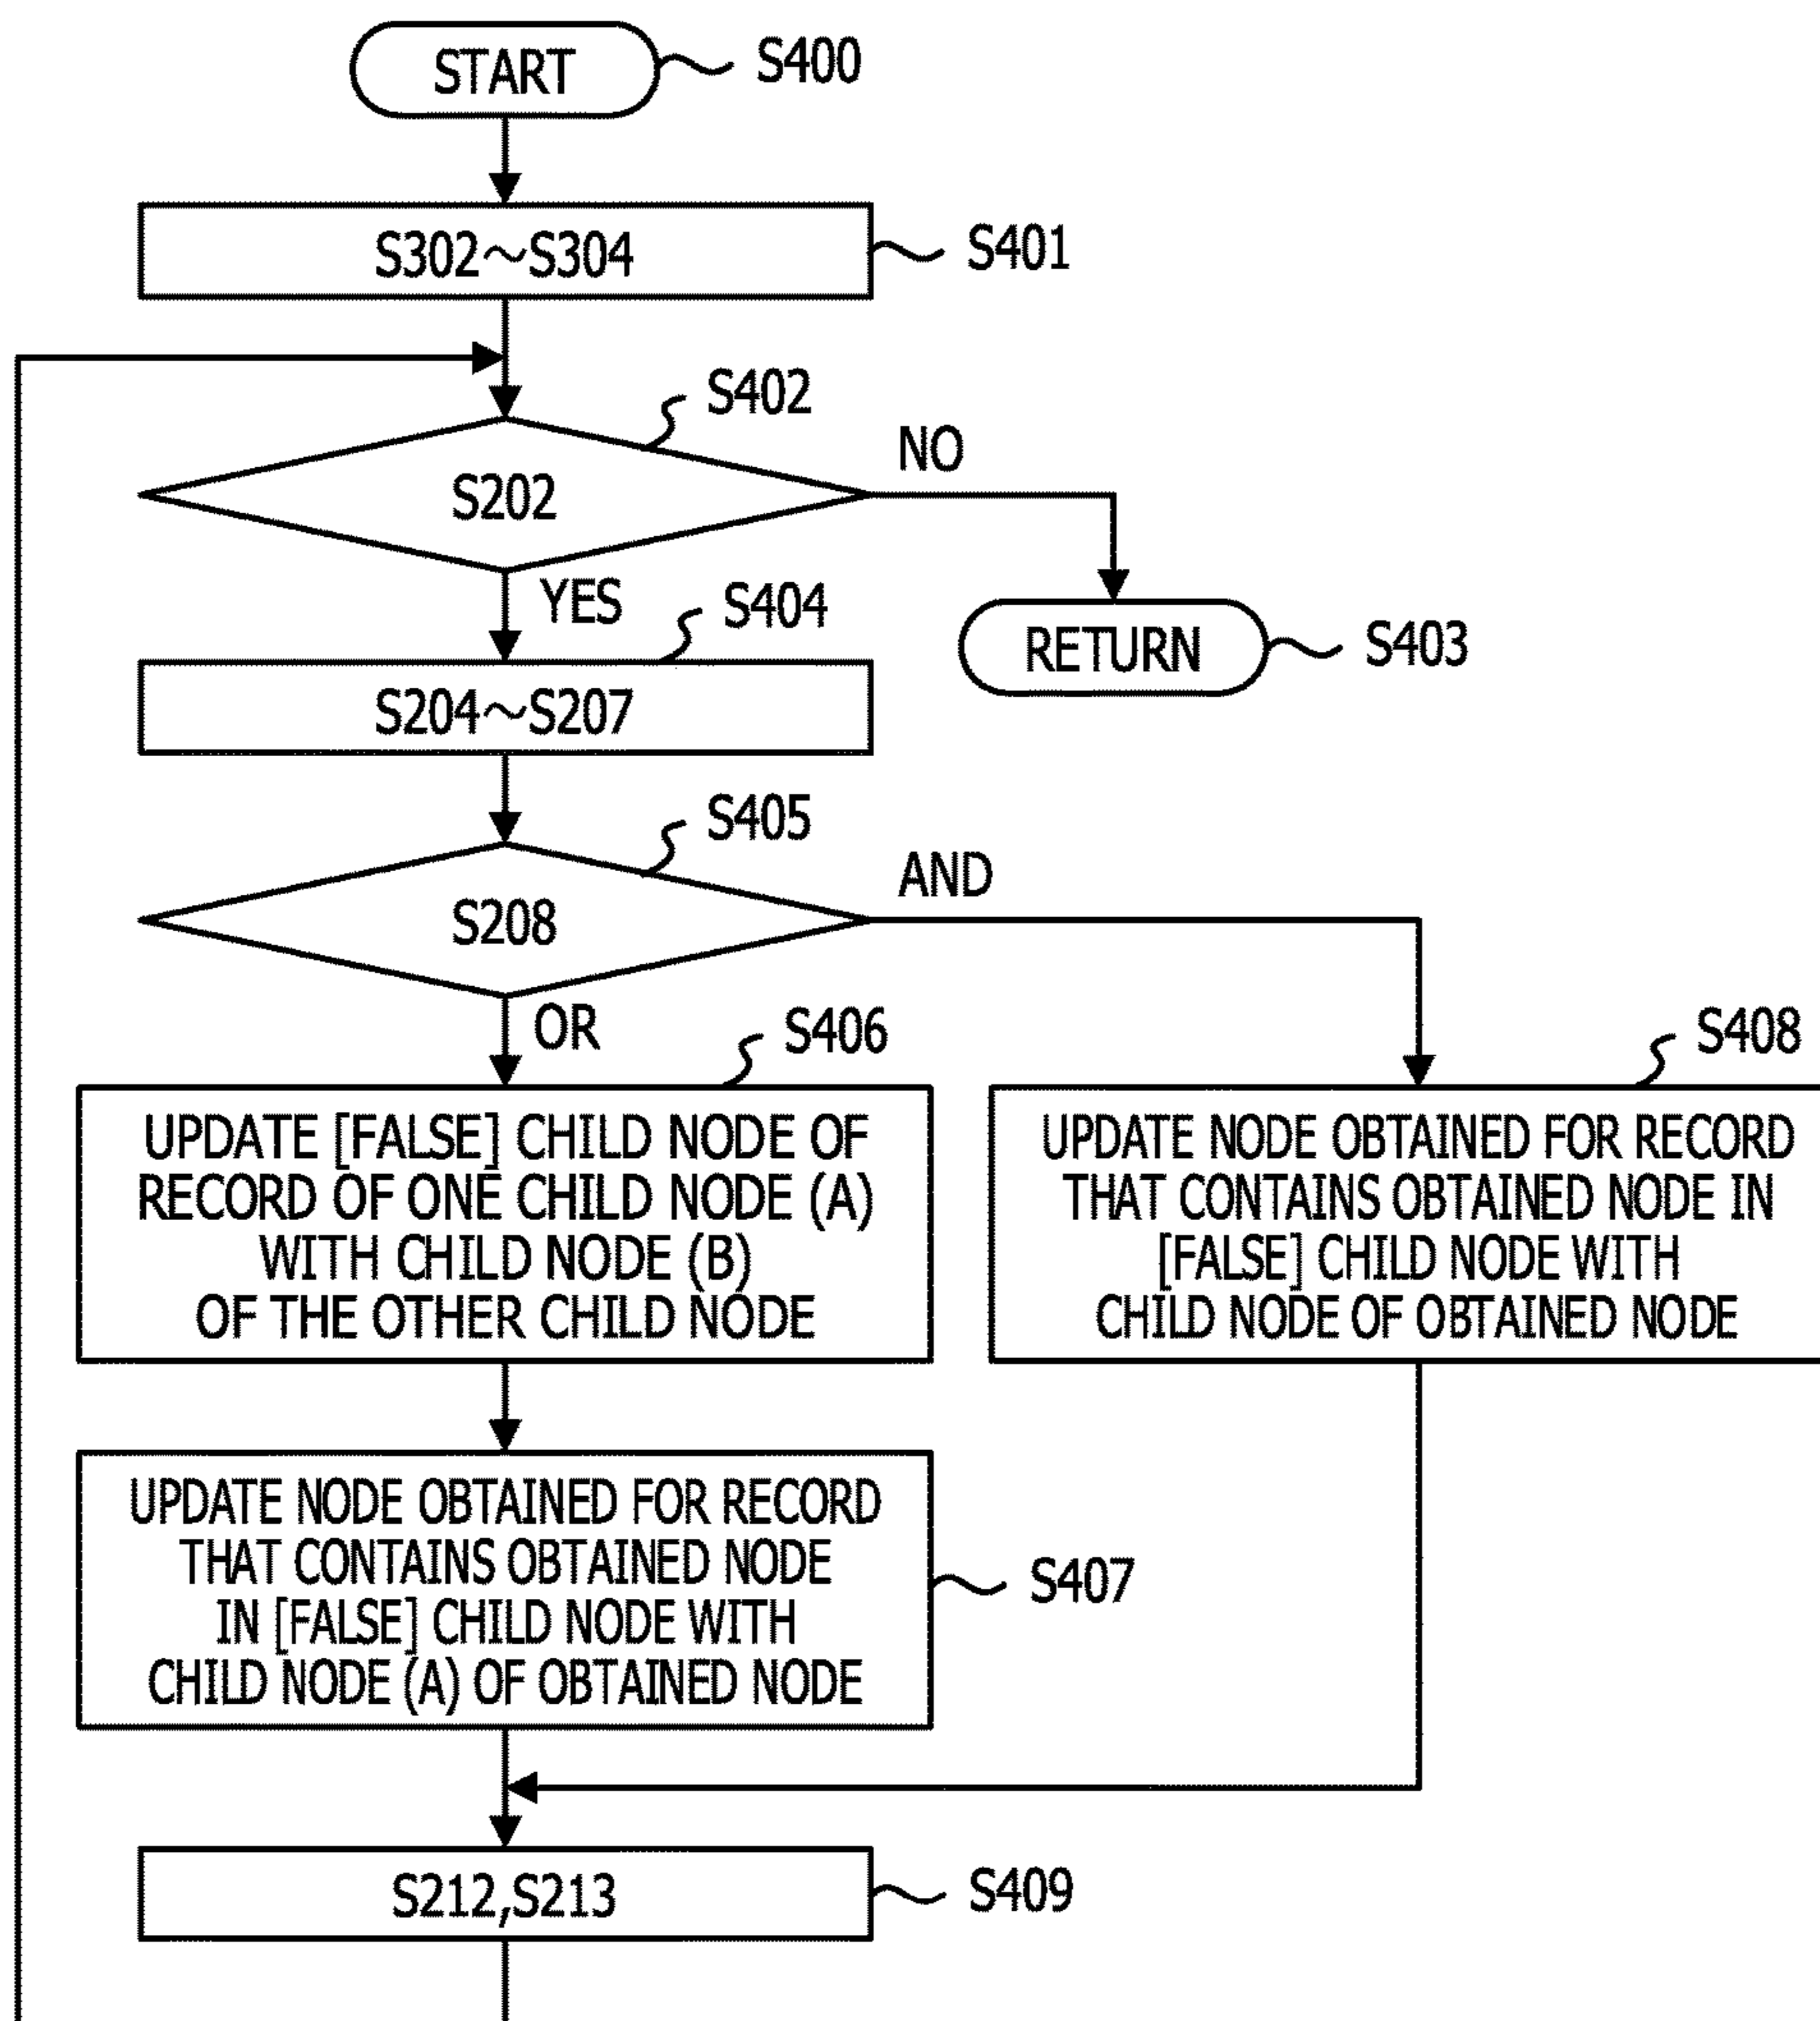 START
S400
S302～S304
S401
S402
S202
NO
YES
RETURN
S403
S404
S204～S207
S405
S208
AND
OR
S406
UPDATE [FALSE] CHILD NODE OF
RECORD OF ONE CHILD NODE (A)
WITH CHILD NODE (B)
OF THE OTHER CHILD NODE
S408
UPDATE NODE OBTAINED FOR RECORD
THAT CONTAINS OBTAINED NODE IN
[FALSE] CHILD NODE WITH
CHILD NODE OF OBTAINED NODE
UPDATE NODE OBTAINED FOR RECORD
THAT CONTAINS OBTAINED NODE
IN [FALSE] CHILD NODE WITH
CHILD NODE (A) OF OBTAINED NODE
S407
S212,S213
S409